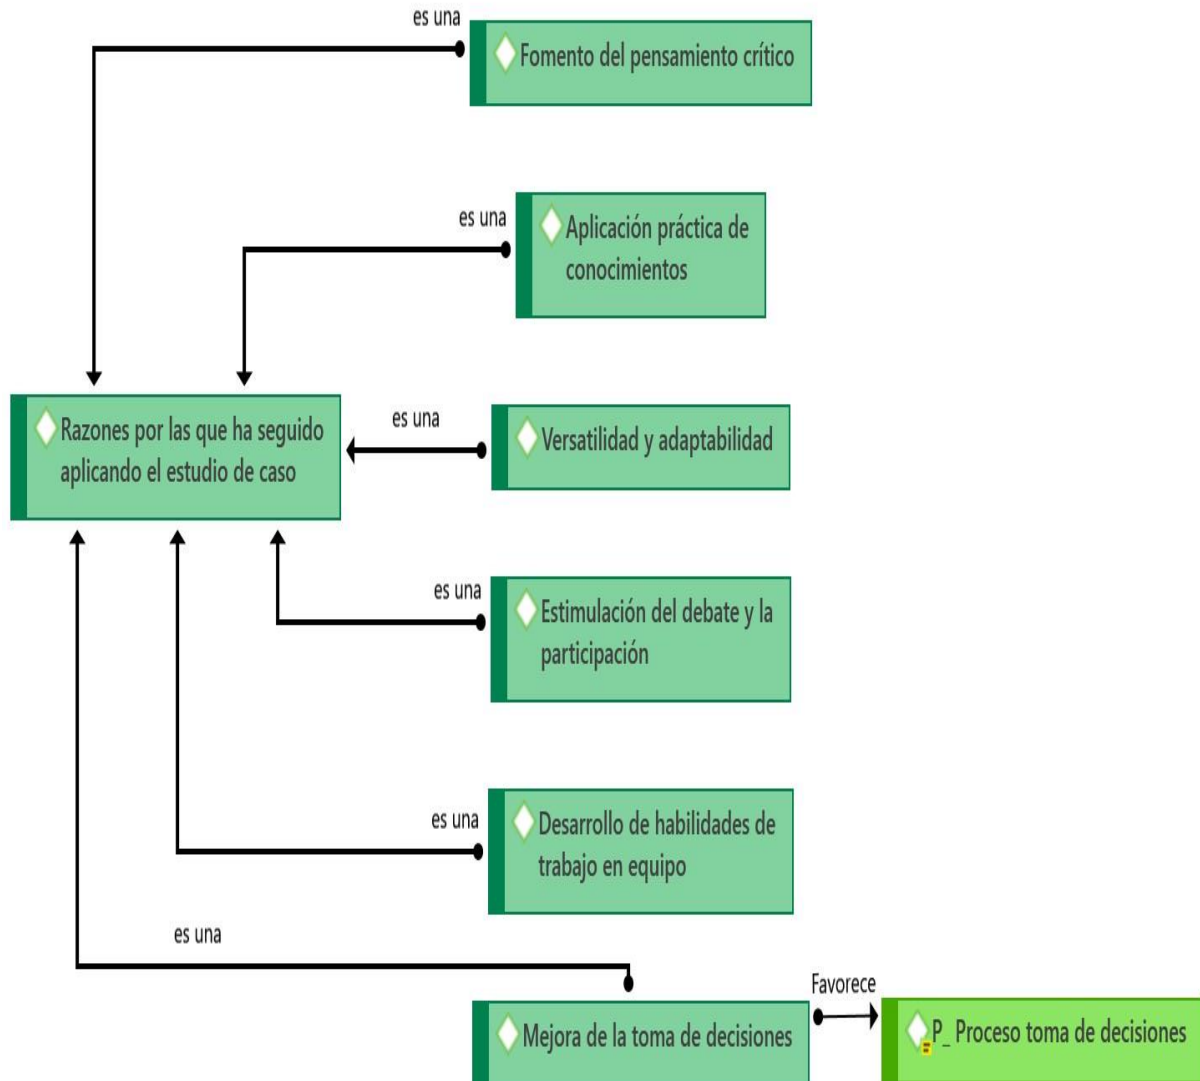 es una
Fomento del pensamiento crítico
es una
Aplicación práctica de
conocimientos
Razones por las que ha seguido
aplicando el estudio de caso
es una
Versatilidad y adaptabilidad
es una
Estimulación del debate y la
participación
es una
Desarrollo de habilidades de
trabajo en equipo
es una
Mejora de la toma de decisiones
Favorece
P_ Proceso toma de decisiones